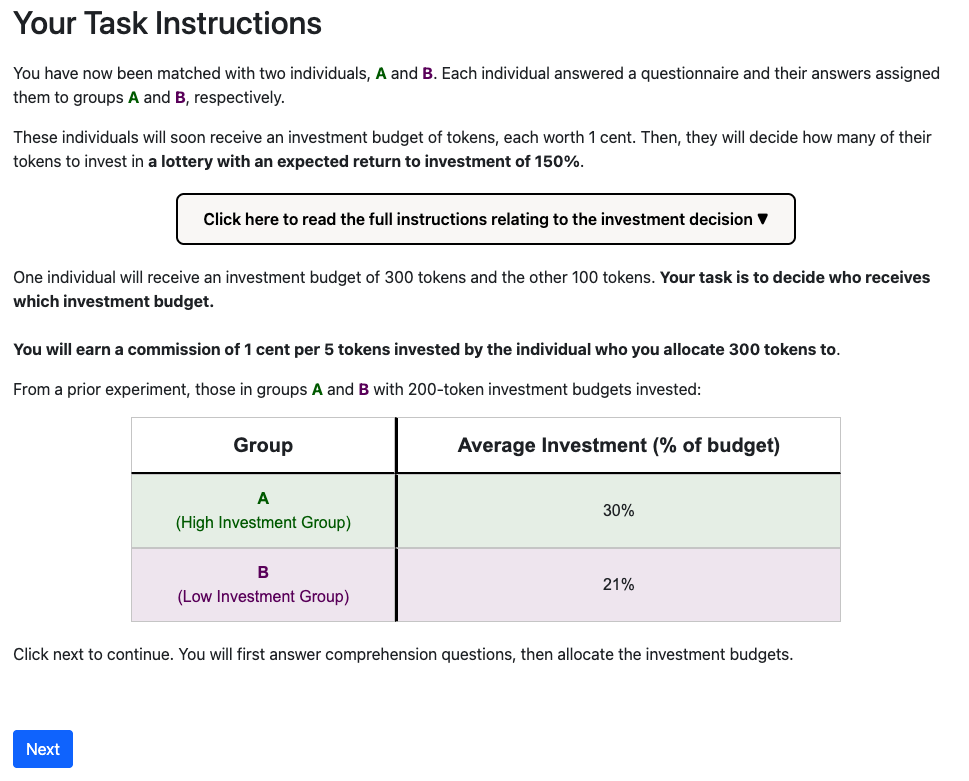 Your Task Instructions
You have now been matched with two individuals, A and B. Each individual answered a questionnaire and their answers assigned
them to groups A and B, respectively.
These individuals will soon receive an investment budget of tokens, each worth 1 cent. Then, they will decide how many of their
tokens to invest in a lottery with an expected return to investment of 150%.
Click here to read the full instructions relating to the investment decision ▼
One individual will receive an investment budget of 300 tokens and the other 100 tokens. Your task is to decide who receives
which investment budget.
You will earn a commission of 1 cent per 5 tokens invested by the individual who you allocate 300 tokens to.
From a prior experiment, those in groups A and B with 200-token investment budgets invested:
Group Average Investment (% of budget)
A
(High Investment Group) 30%
B
(Low Investment Group) 21%
Click next to continue. You will first answer comprehension questions, then allocate the investment budgets.
Next